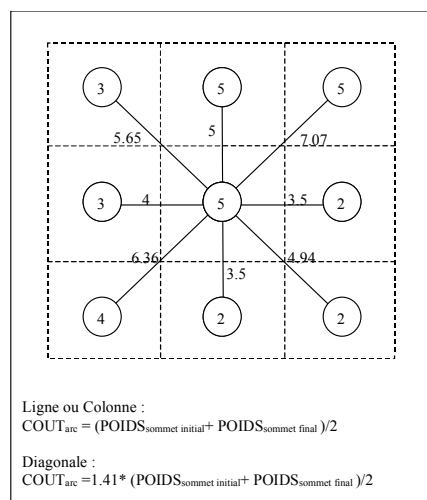 3 5 5
5.65 5 7.07
3 4 5 3.5 2
6.36 3.5 4.94
4 2 2
Ligne ou Colonne :
COUTarc = (POIDSsommet initial+ POIDSsommet final )/2
Diagonale :
COUTarc =1.41* (POIDSsommet initial+ POIDSsommet final )/2